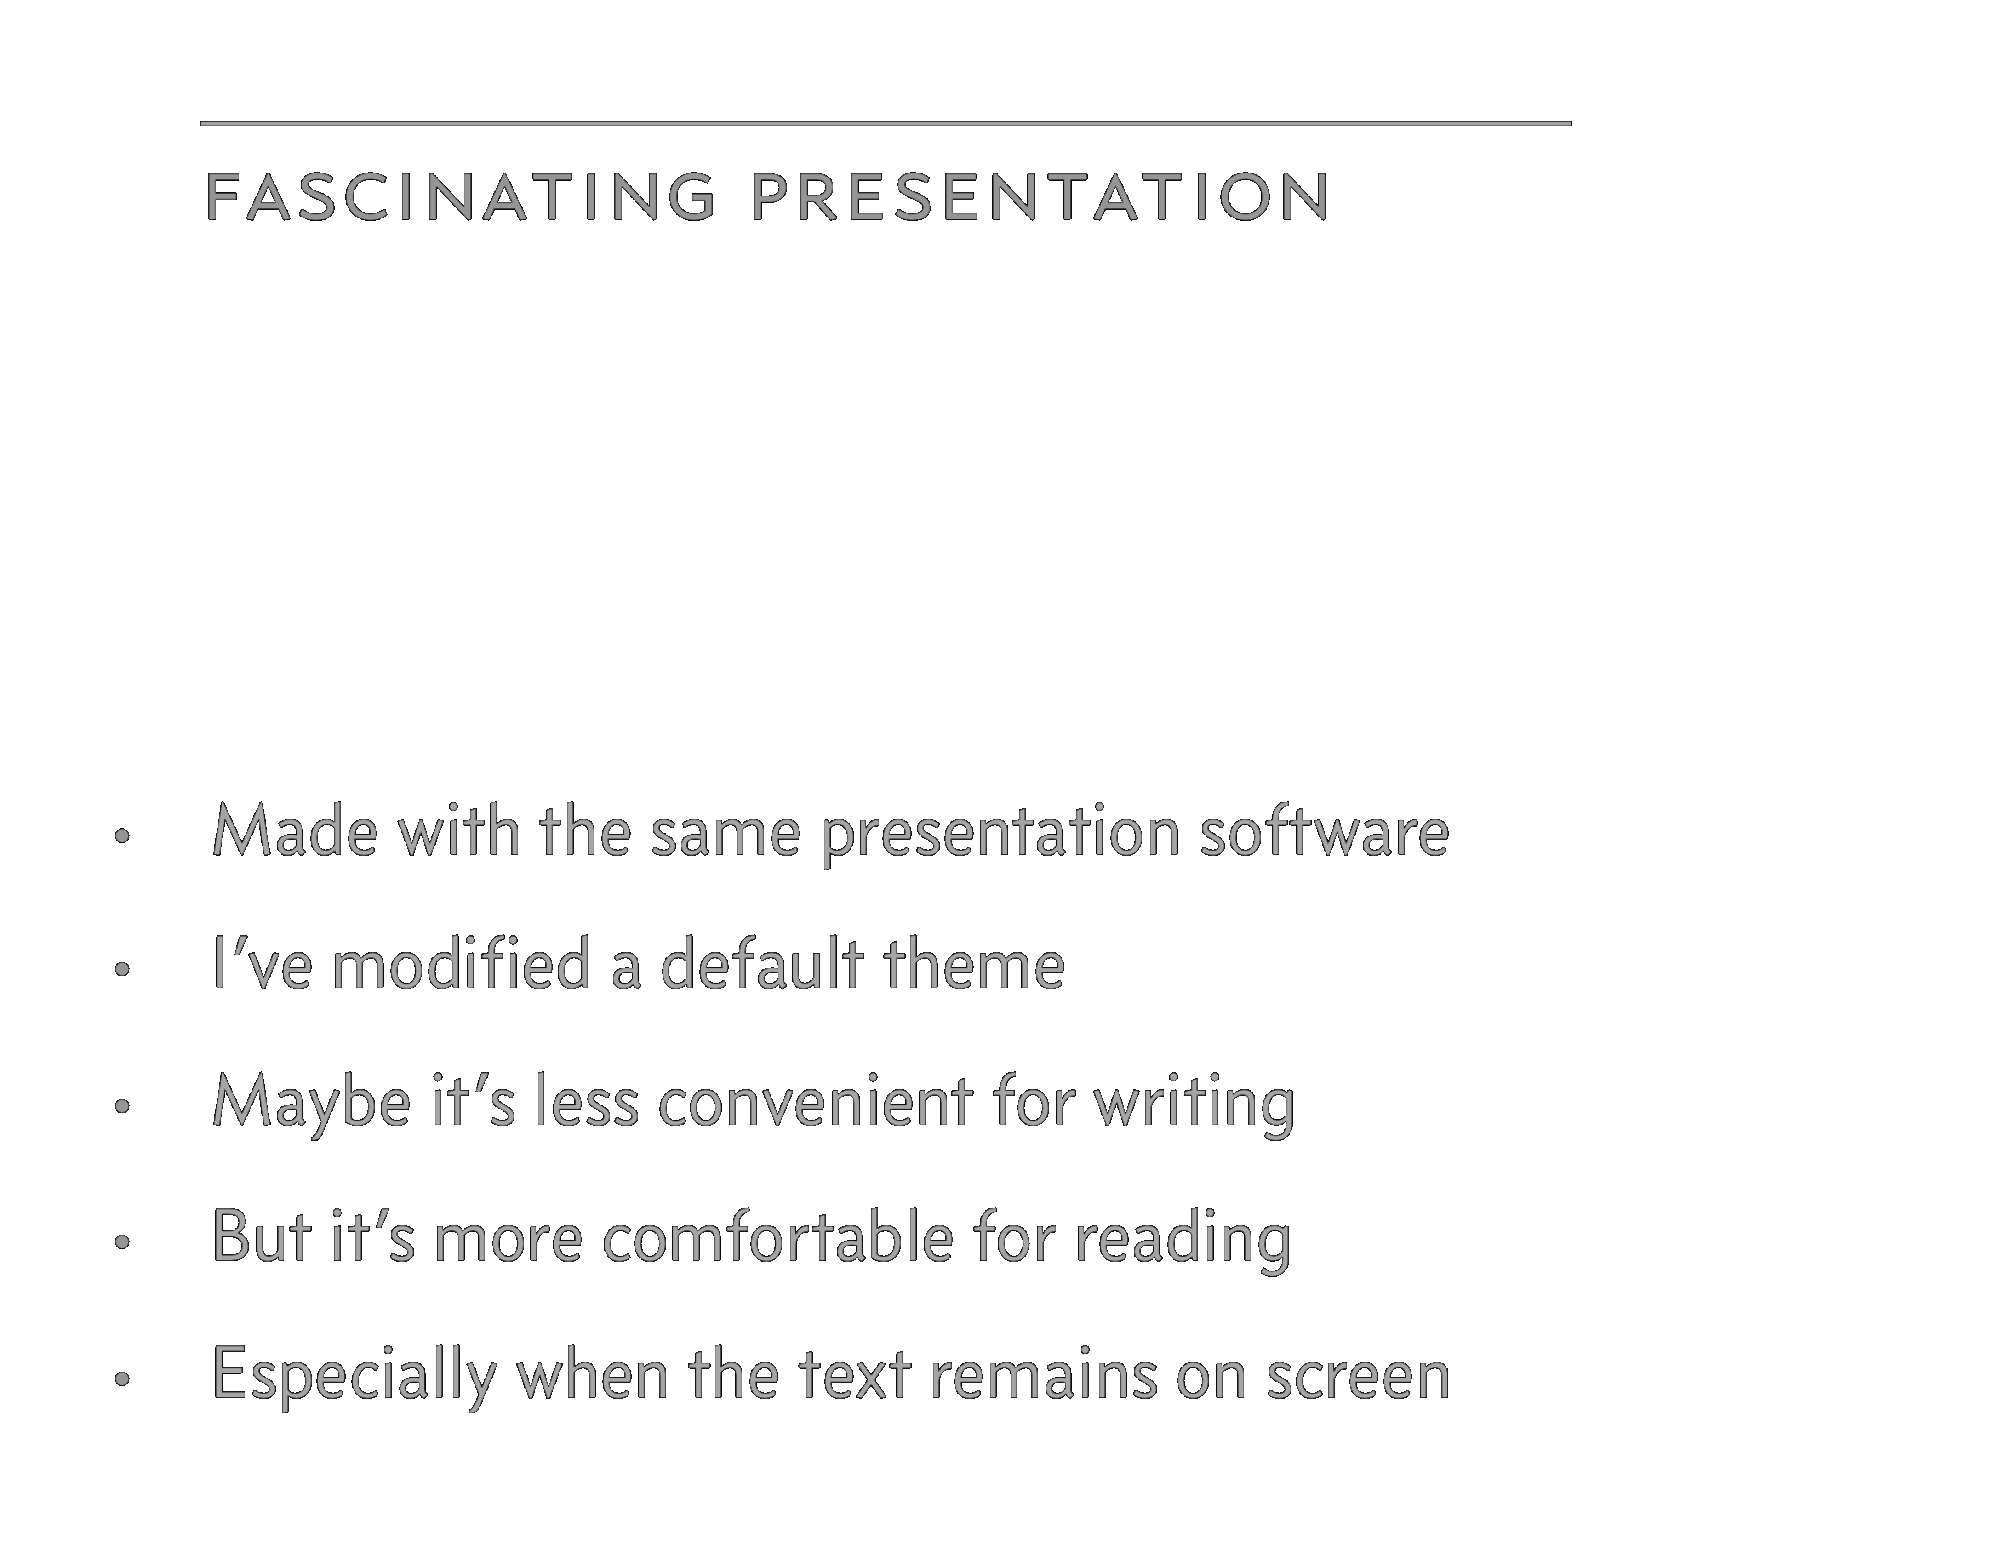 FASCINATING PRESENTATION
• Made with the same presentation software
• I’ve modified a default theme
• Maybe it’s less convenient for writing
• But it’s more comfortable for reading
• Especially when the text remains on screen